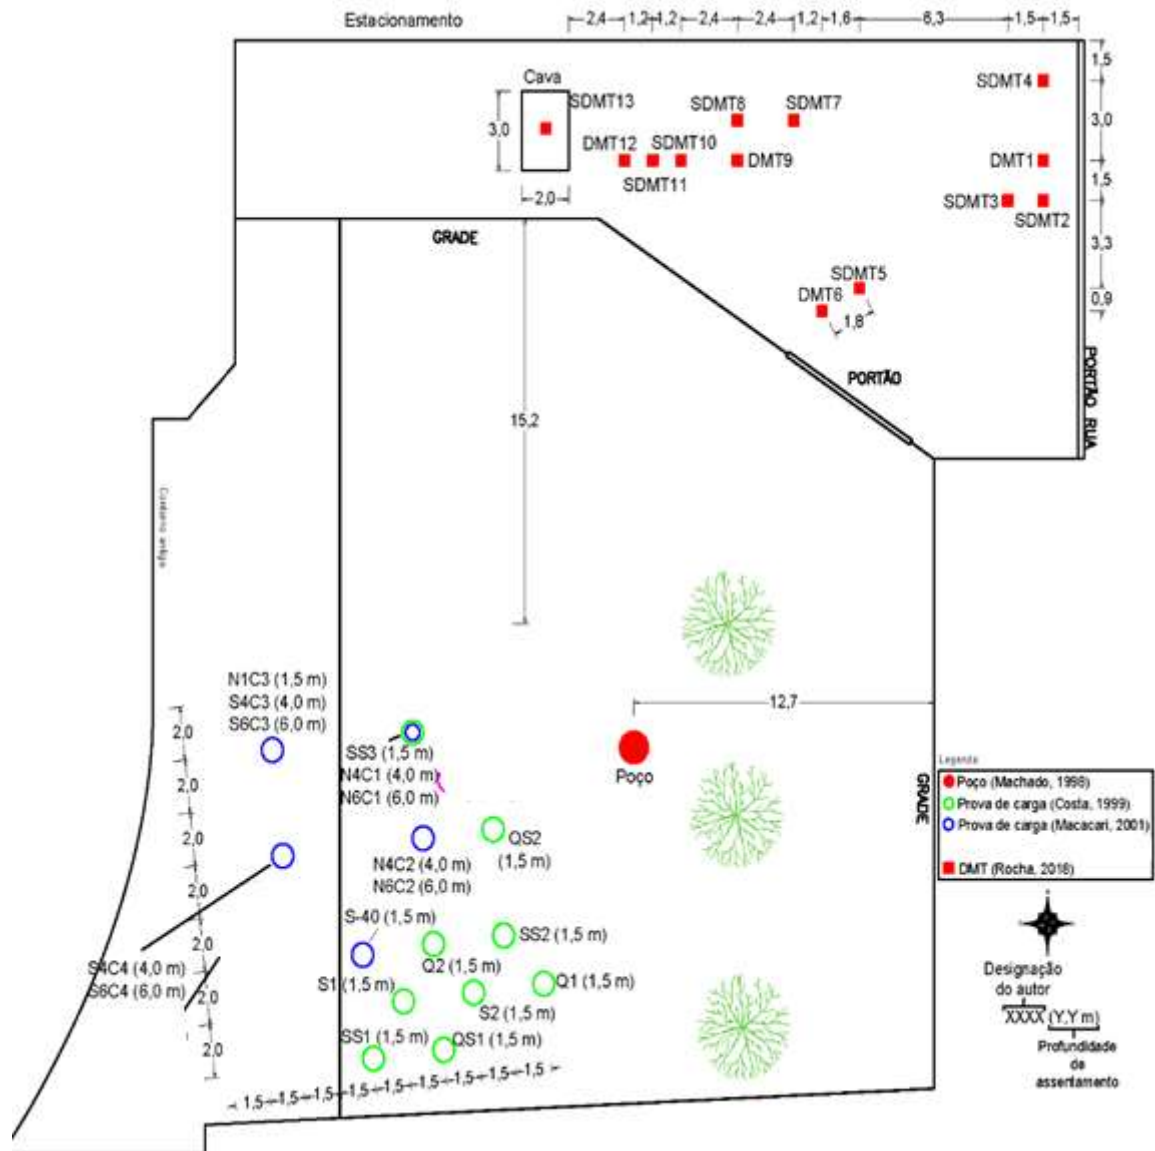 Estacionamento
2,4
1,2
1,2
2,4
2,4
1,2
1,6
6,3
1,5
1,5
Cava
3,0
2,0
SDMT13
DMT12
SDMT11
SDMT10
SDMT8
SDMT7
DMT9
SDMT4
DMT1
SDMT3
SDMT2
SDMT5
DMT6
1,8
1,5
3,0
1,5
3,3
0,9
GRADE
PORTÃO
PORTÃO RUA
15,2
12,7
N1C3 (1,5 m)
S4C3 (4,0 m)
S6C3 (6,0 m)
2,0
2,0
2,0
2,0
2,0
2,0
2,0
SS3 (1,5 m)
N4C1 (4,0 m)
N6C1 (6,0 m)
Poço
GRADE
QS2
(1,5 m)
N4C2 (4,0 m)
N6C2 (6,0 m)
S-40 (1,5 m)
SS2 (1,5 m)
Q2 (1,5 m)
S4C4 (4,0 m)
S6C4 (6,0 m)
S1 (1,5 m)
Q1 (1,5 m)
S2 (1,5 m)
SS1 (1,5 m)
QS1 (1,5 m)
1,5
1,5
1,5
1,5
1,5
1,5
1,5
1,5
1,5
Legenda
Poço (Machado, 1998)
Prova de carga (Costa, 1999)
Prova de carga (Macacari, 2001)
DMT (Rocha, 2018)
Designação
do autor
XXXX (Y,Y m)
Profundidade
de
assentamento